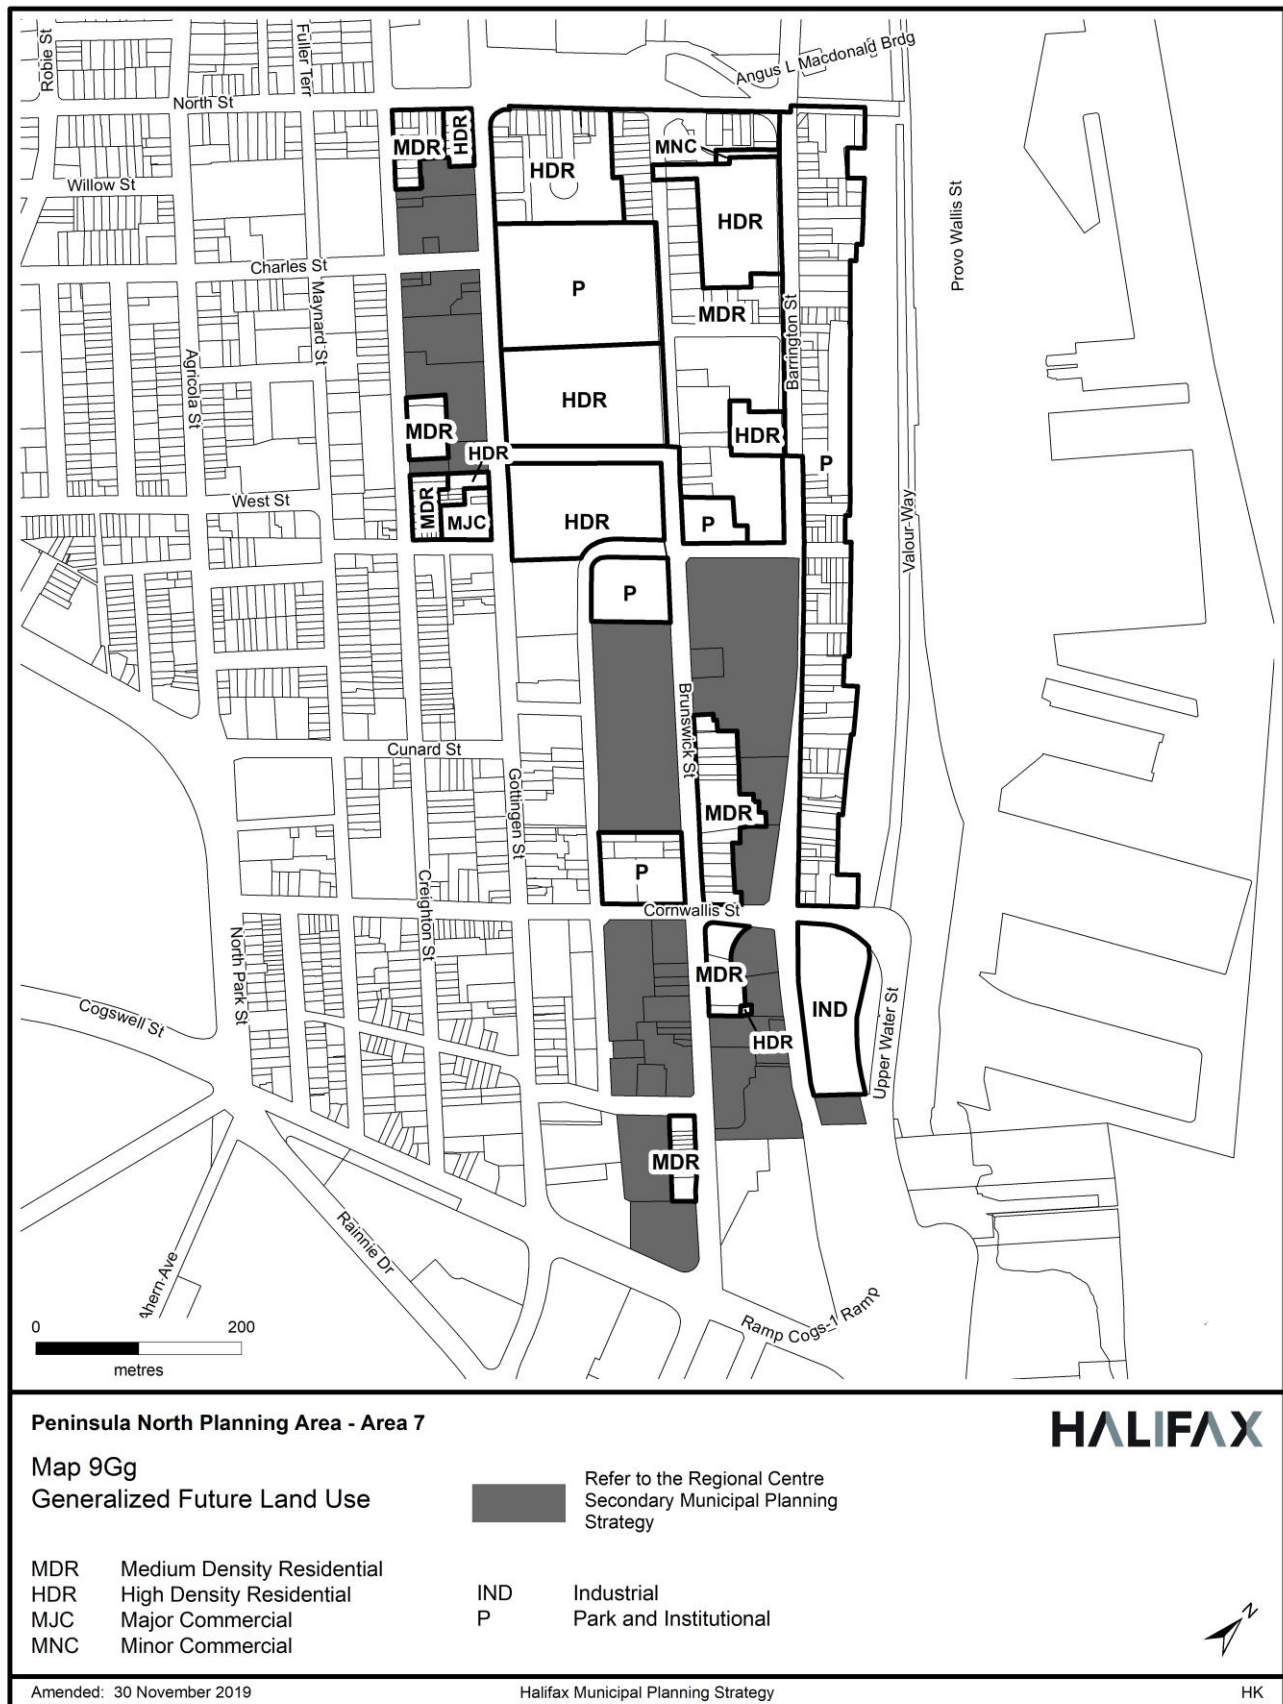 Robie St
Fuller Terr
Angus L Macdonald Brdg
North St
MDR
HDR
HDR
MNC
Willow St
HDR
Provo Wallis St
Charles St
Maynard St
P
MDR
Barrington St
Agricola St
HDR
MDR
HDR
HDR
P
West St
MDR
MJC
HDR
P
Valour Way
P
Brunswick St
Cunard St
Gottingen St
MDR
P
Creighton St
Cornwallis St
North Park St
MDR
IND
Cogswell St
HDR
Upper Water St
MDR
Rainnie Dr
Ahern Ave
Ramp Cogs-1 Ramp
0 200
metres
Peninsula North Planning Area - Area 7
HALIFAX
Map 9Gg
Generalized Future Land Use
Refer to the Regional Centre
Secondary Municipal Planning
Strategy
MDR Medium Density Residential
HDR High Density Residential
MJC Major Commercial
MNC Minor Commercial
IND Industrial
P Park and Institutional
N
Amended: 30 November 2019
Halifax Municipal Planning Strategy
HK